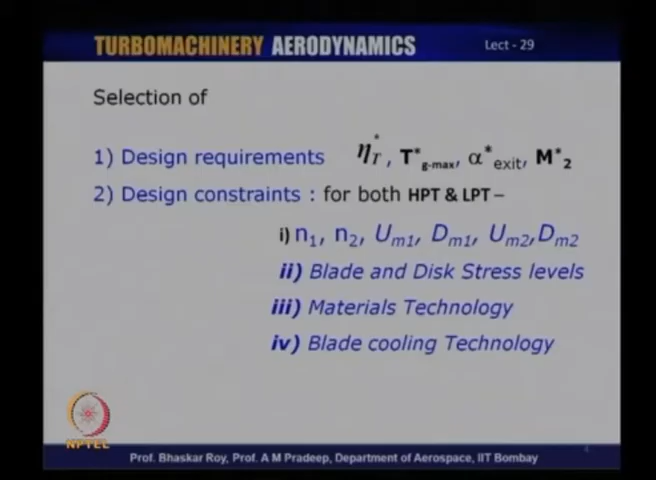 TURBOMACHINERY AERODYNAMICS Lect - 29
Selection of
1) Design requirements η*T, T*g-max, α*exit, M*2
2) Design constraints : for both HPT & LPT –
i) n1, n2, Um1, Dm1, Um2,Dm2
ii) Blade and Disk Stress levels
iii) Materials Technology
iv) Blade cooling Technology
NPTEL
Prof. Bhaskar Roy, Prof. A M Pradeep, Department of Aerospace, IIT Bombay